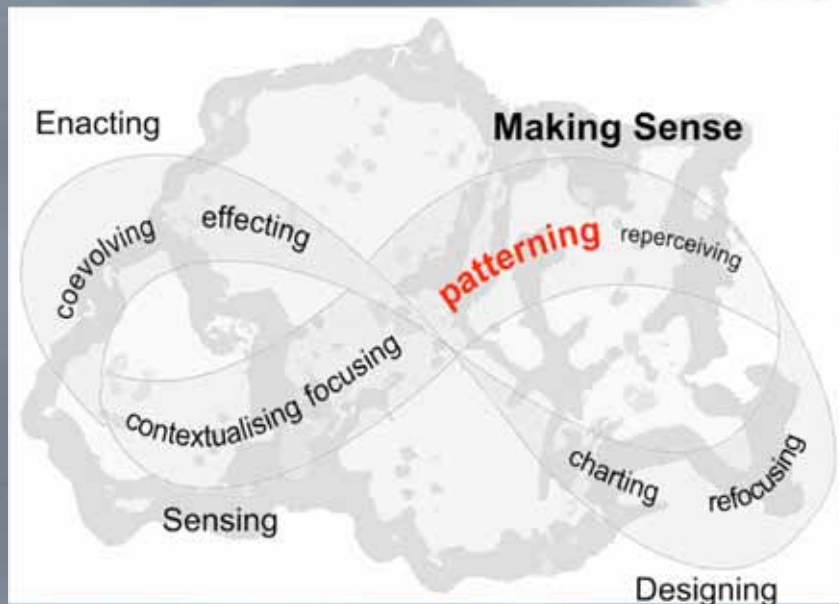 Enacting
Making Sense
coevolving
effecting
patterning
reperceiving
contextualising focusing
charting
refocusing
Sensing
Designing